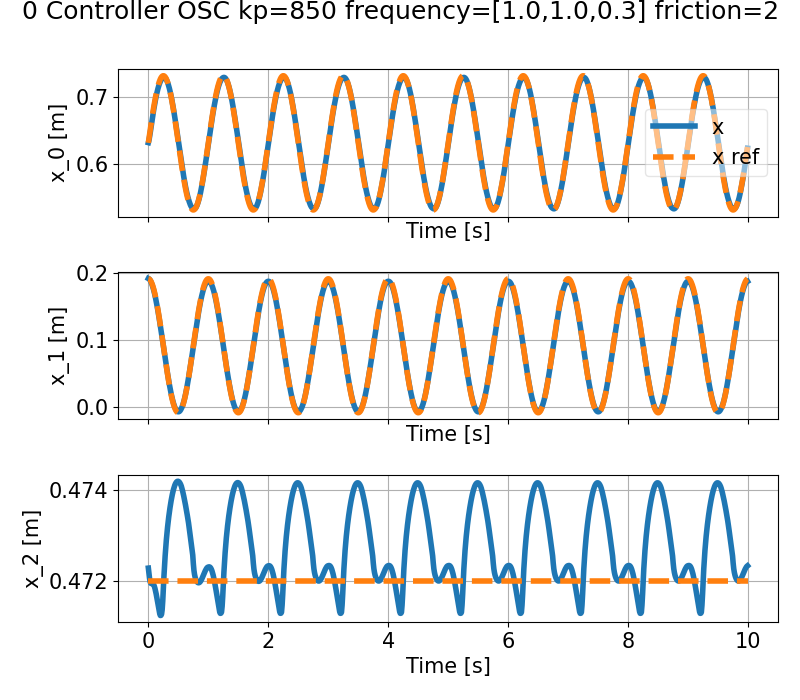 0 Controller OSC kp=850 frequency=[1.0,1.0,0.3] friction=2
0.7
0.6
x_0 [m]
x
x ref
Time [s]
0.2
0.1
0.0
x_1 [m]
Time [s]
0.474
0.472
x_2 [m]
0 2 4 6 8 10
Time [s]